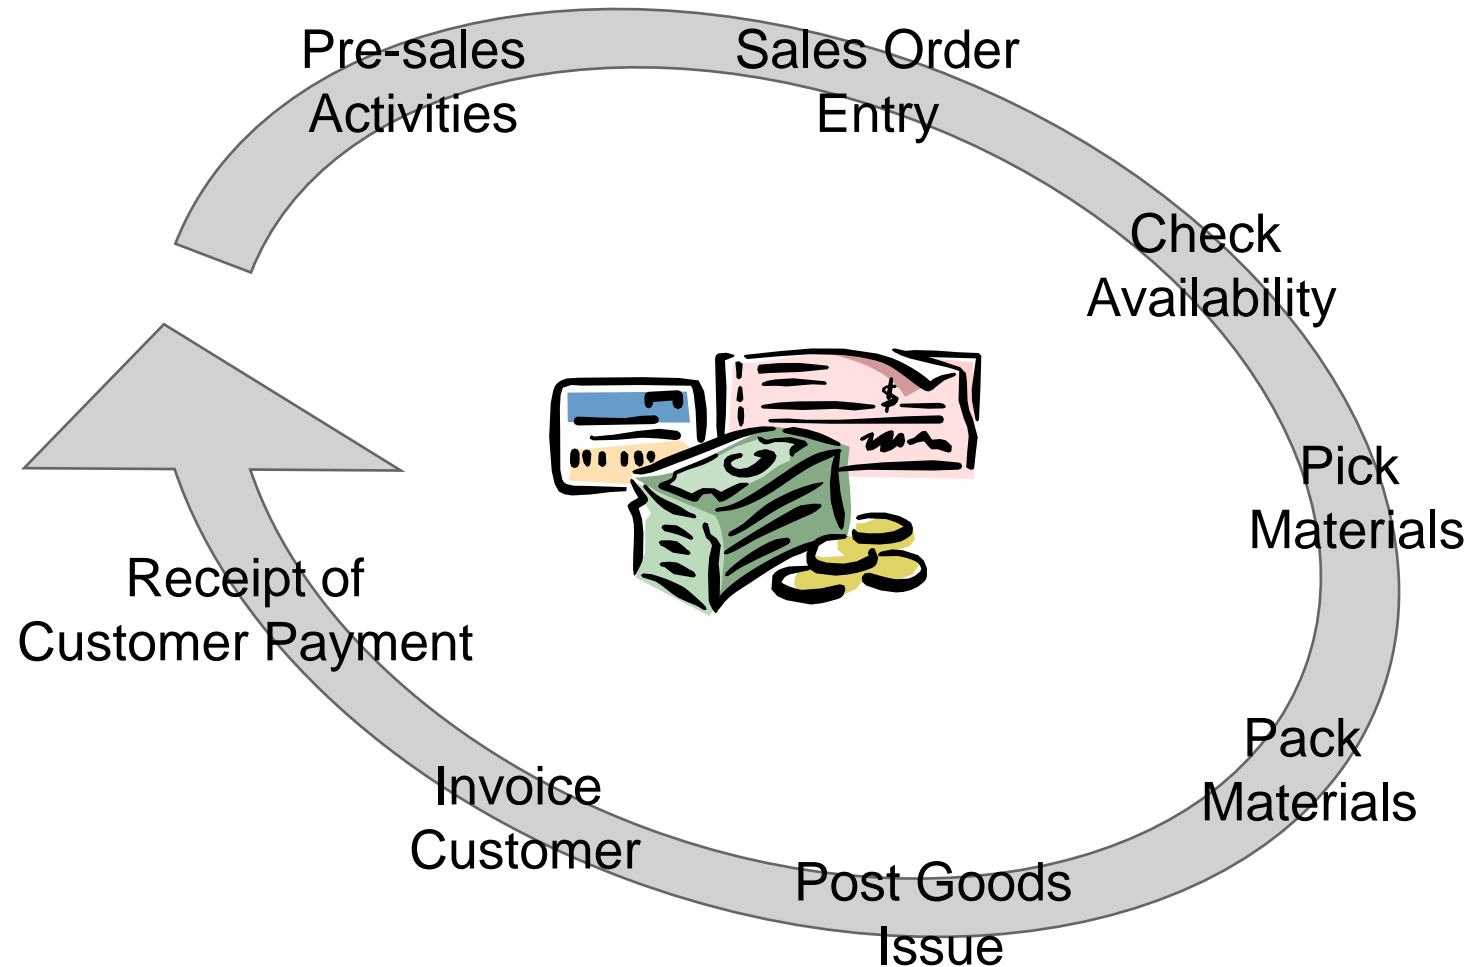 Pre-sales
Activities
Sales Order
Entry
Check
Availability
Pick
Materials
Pack
Materials
Post Goods
Issue
Invoice
Customer
Receipt of
Customer Payment
$